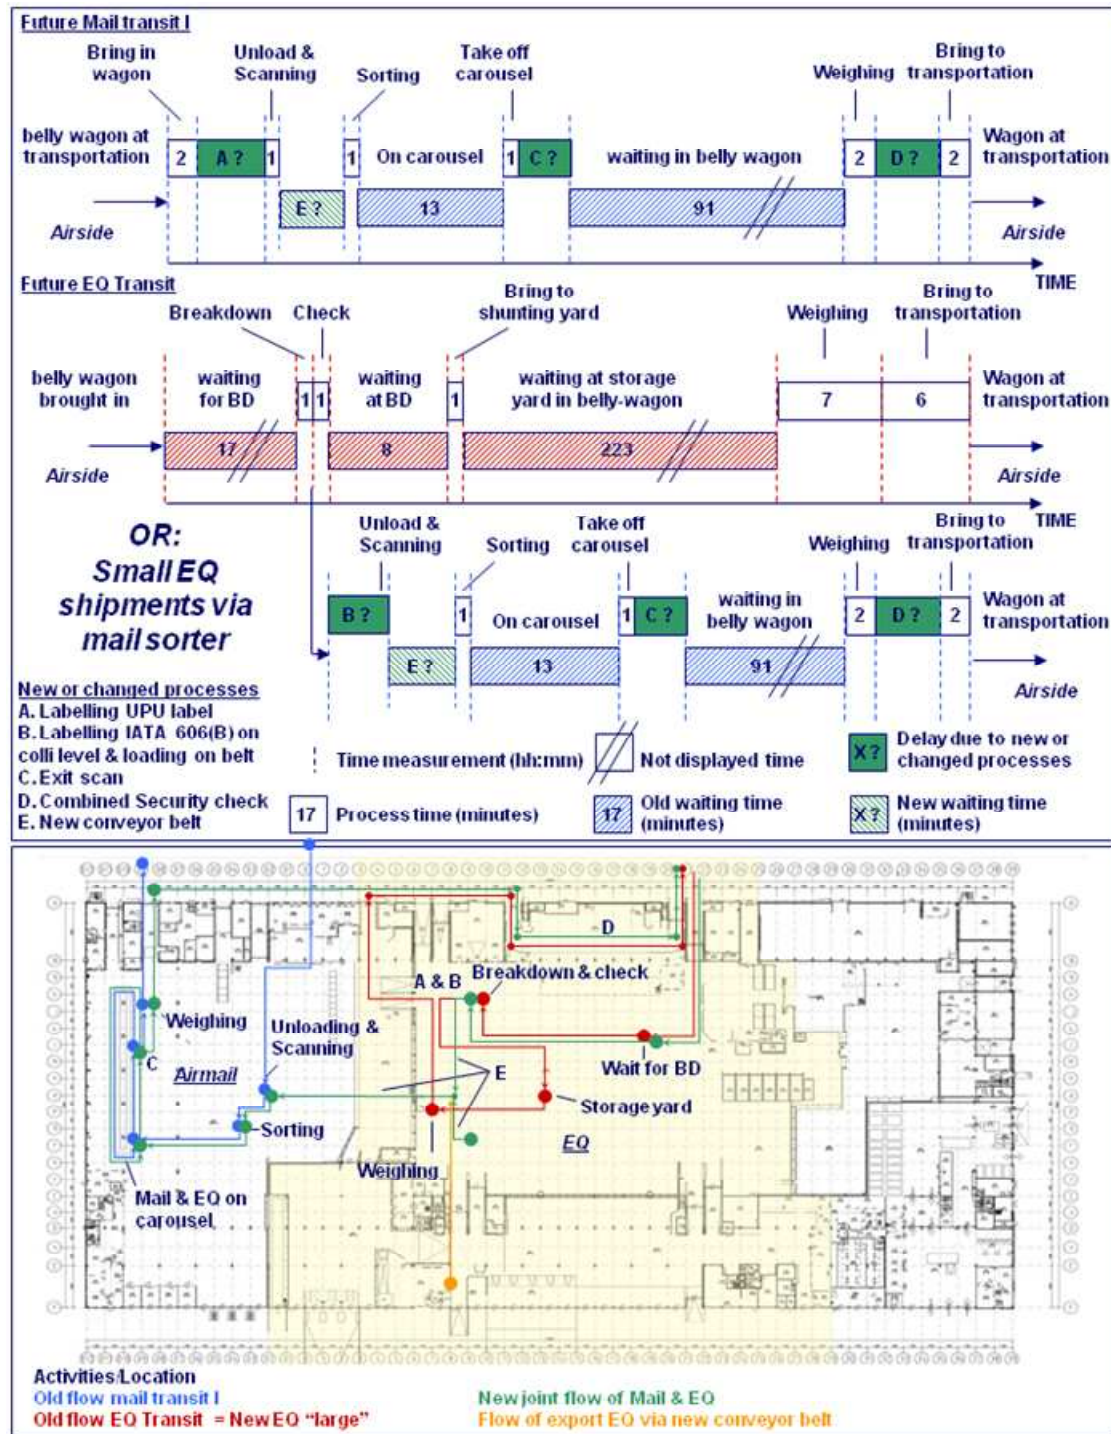 Future Mail transit I
Bring in wagon
Unload & Scanning
Sorting
Take off carousel
Weighing
Bring to transportation
belly wagon at transportation
2
A ?
1
1
On carousel
1
C ?
waiting in belly wagon
2
D ?
2
Wagon at transportation
E ?
13
91
Airside
Airside
TIME
Future EQ Transit
Breakdown
Check
Bring to shunting yard
Weighing
Bring to transportation
belly wagon brought in
waiting for BD
1
1
waiting at BD
1
waiting at storage yard in belly-wagon
7
6
Wagon at transportation
17
8
223
Airside
Airside
TIME
OR:
Small EQ
shipments via
mail sorter
Unload & Scanning
Sorting
Take off carousel
Weighing
Bring to transportation
B ?
1
On carousel
1
C ?
waiting in belly wagon
2
D ?
2
Wagon at transportation
E ?
13
91
Airside
New or changed processes
A. Labelling UPU label
B. Labelling IATA 606(B) on
colli level & loading on belt
C. Exit scan
D. Combined Security check
E. New conveyor belt
Time measurement (hh:mm)
Not displayed time
X ?
Delay due to new or changed processes
17
Process time (minutes)
17
Old waiting time (minutes)
X ?
New waiting time (minutes)
D
A & B
Breakdown & check
Weighing
Unloading & Scanning
Wait for BD
C
Airmail
E
Storage yard
Sorting
EQ
Weighing
Mail & EQ on carousel
Activities/Location
Old flow mail transit I
New joint flow of Mail & EQ
Old flow EQ Transit = New EQ “large”
Flow of export EQ via new conveyor belt